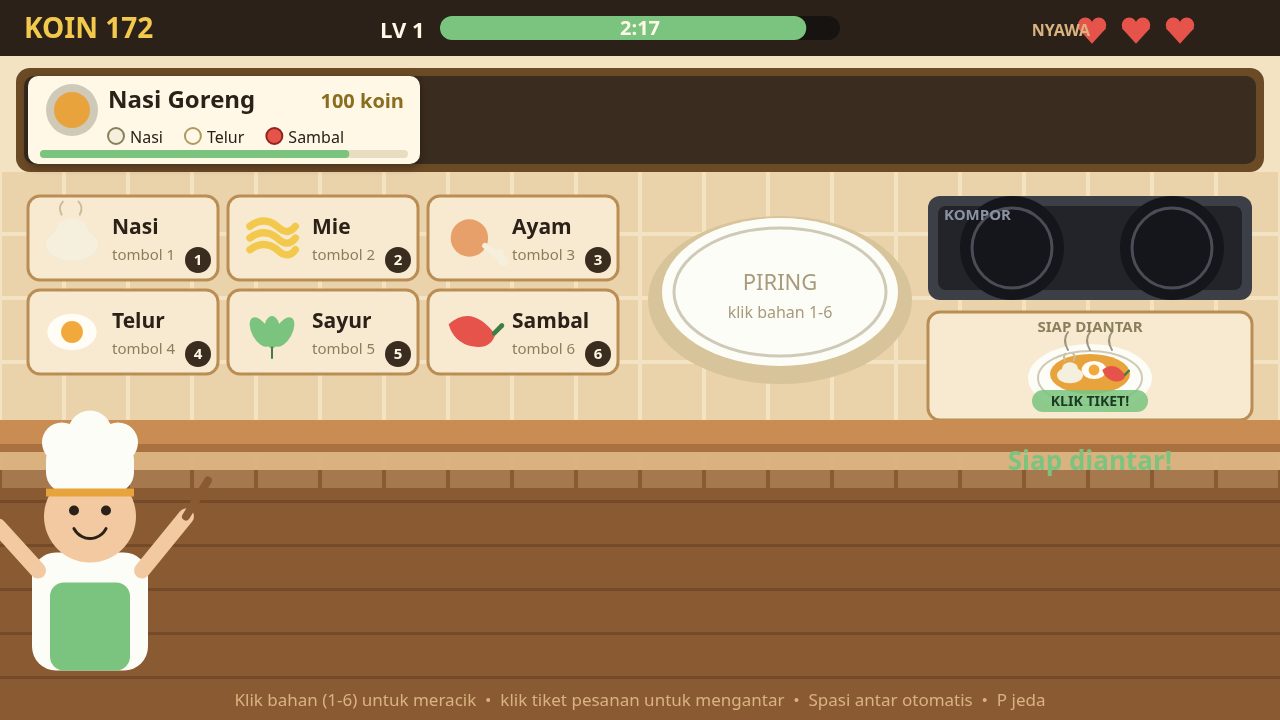 KOIN 172
LV 1
2:17
NYAWA
Nasi Goreng
100 koin
Nasi
Telur
Sambal
Nasi
tombol 1
1
Mie
tombol 2
2
Ayam
tombol 3
3
Telur
tombol 4
4
Sayur
tombol 5
5
Sambal
tombol 6
6
PIRING
klik bahan 1-6
KOMPOR
SIAP DIANTAR
KLIK TIKET!
Siap diantar!
Klik bahan (1-6) untuk meracik • klik tiket pesanan untuk mengantar • Spasi antar otomatis • P jeda